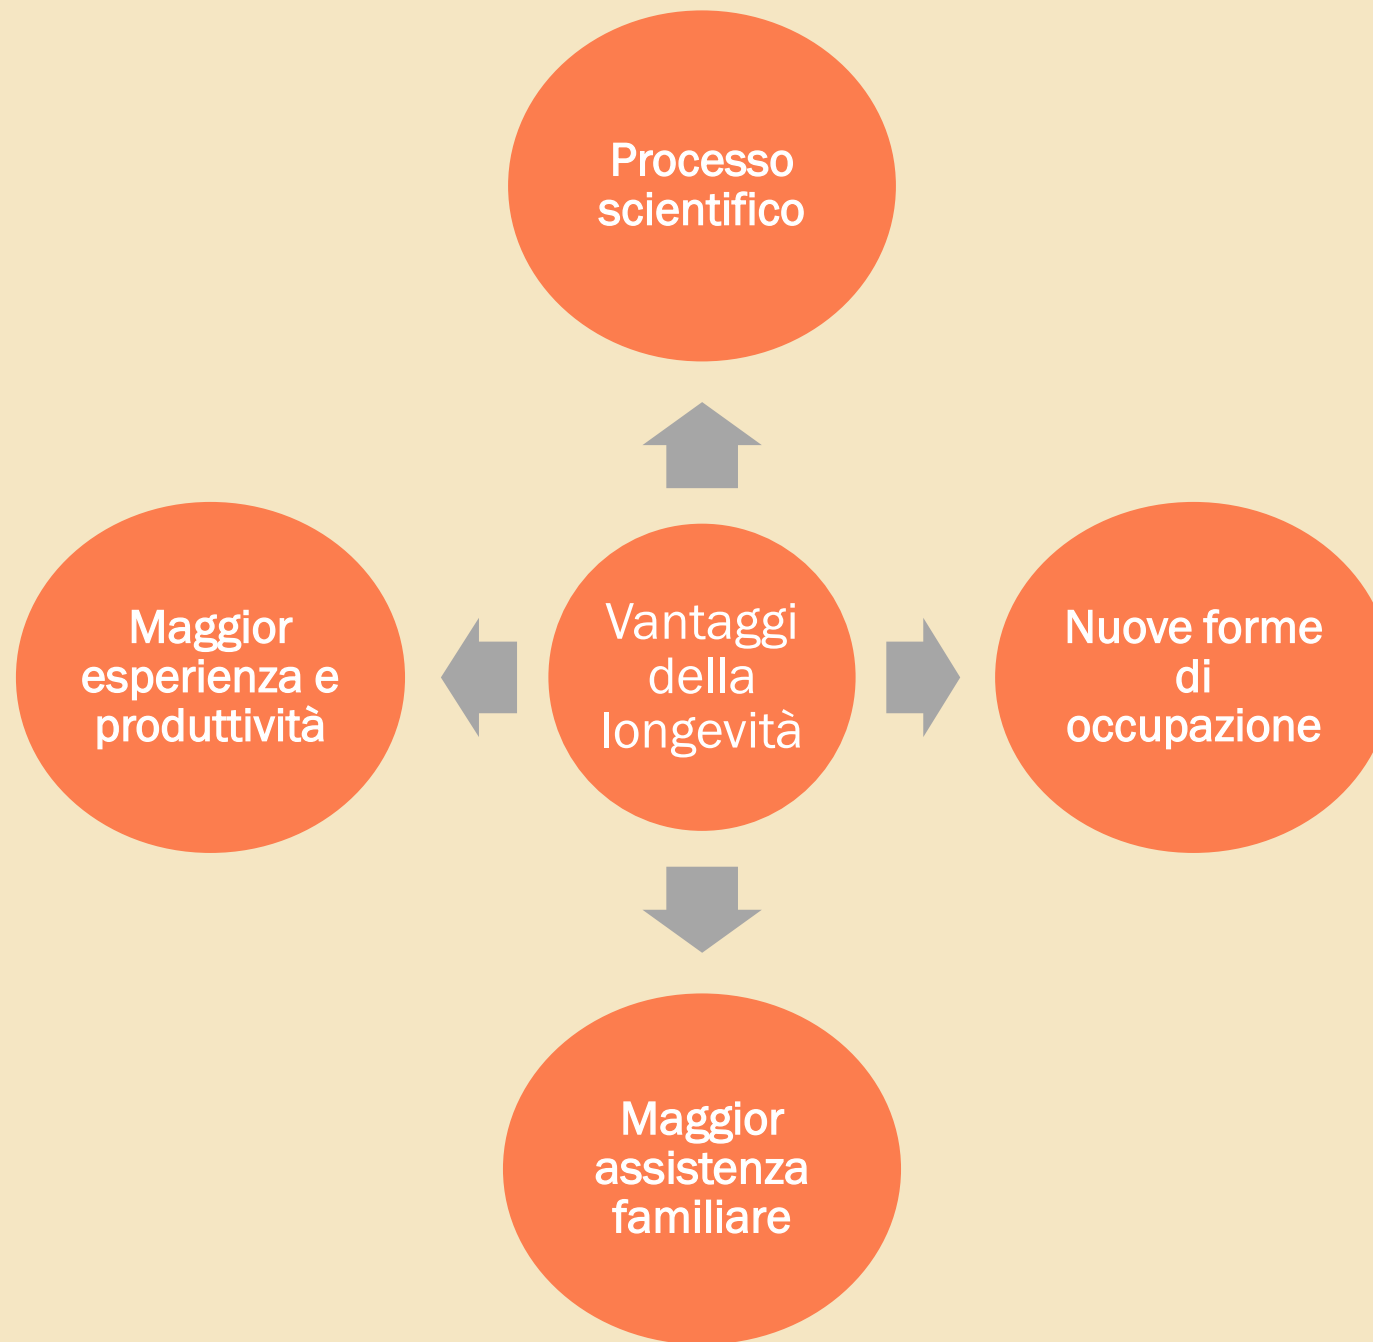 Processo
scientifico
Maggior
esperienza e
produttività
Vantaggi
della
longevità
Nuove forme
di
occupazione
Maggior
assistenza
familiare